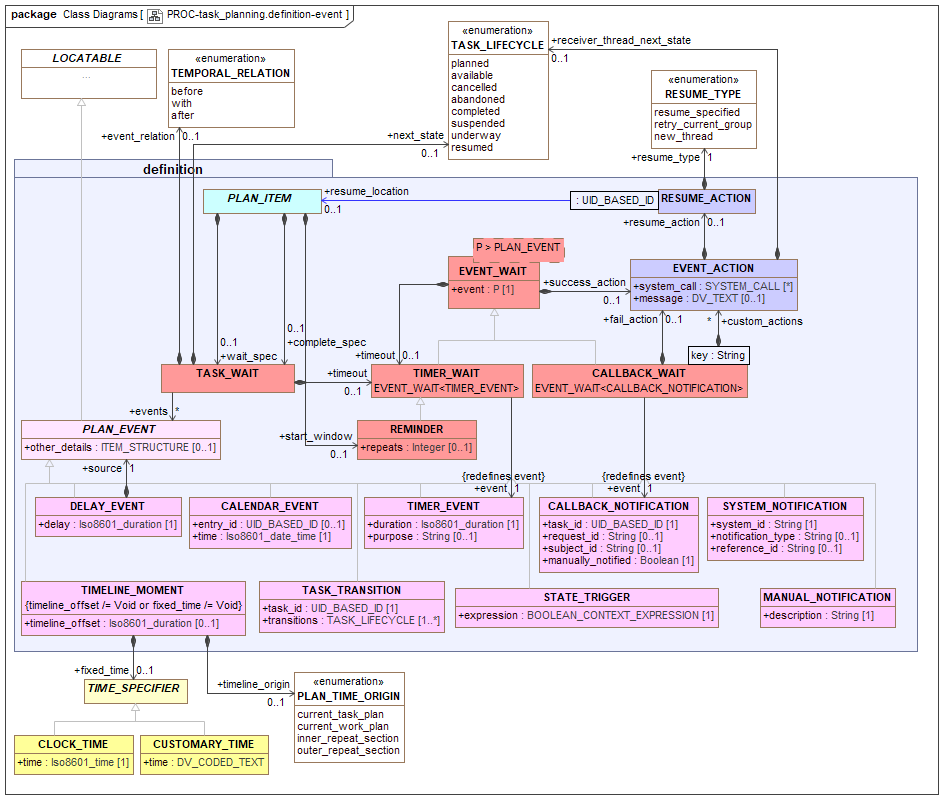 package Class Diagrams [ PROC-task_planning.definition-event ]
LOCATABLE
...
«enumeration»
TEMPORAL_RELATION
before
with
after
«enumeration»
TASK_LIFECYCLE
planned
available
cancelled
abandoned
completed
suspended
underway
resumed
+receiver_thread_next_state
0..1
«enumeration»
RESUME_TYPE
resume_specified
retry_current_group
new_thread
+event_relation
0..1
+next_state
0..1
+resume_type
1
definition
PLAN_ITEM
+resume_location
0..1
: UID_BASED_ID
RESUME_ACTION
+resume_action
0..1
P > PLAN_EVENT
EVENT_WAIT
+event : P [1]
+success_action
0..1
EVENT_ACTION
+system_call : SYSTEM_CALL [*]
+message : DV_TEXT [0..1]
+fail_action
0..1
*
+custom_actions
key : String
0..1
+wait_spec
0..1
+complete_spec
+timeout
0..1
TASK_WAIT
+timeout
0..1
TIMER_WAIT
EVENT_WAIT<TIMER_EVENT>
CALLBACK_WAIT
EVENT_WAIT<CALLBACK_NOTIFICATION>
+events
*
PLAN_EVENT
+other_details : ITEM_STRUCTURE [0..1]
+start_window
0..1
REMINDER
+repeats : Integer [0..1]
+source
1
{redefines event}
+event
1
{redefines event}
+event
1
DELAY_EVENT
+delay : Iso8601_duration [1]
CALENDAR_EVENT
+entry_id : UID_BASED_ID [0..1]
+time : Iso8601_date_time [1]
TIMER_EVENT
+duration : Iso8601_duration [1]
+purpose : String [0..1]
CALLBACK_NOTIFICATION
+task_id : UID_BASED_ID [1]
+request_id : String [0..1]
+subject_id : String [0..1]
+manually_notified : Boolean [1]
SYSTEM_NOTIFICATION
+system_id : String [1]
+notification_type : String [0..1]
+reference_id : String [0..1]
TIMELINE_MOMENT
{timeline_offset /= Void or fixed_time /= Void}
+timeline_offset : Iso8601_duration [0..1]
TASK_TRANSITION
+task_id : UID_BASED_ID [1]
+transitions : TASK_LIFECYCLE [1..*]
STATE_TRIGGER
+expression : BOOLEAN_CONTEXT_EXPRESSION [1]
MANUAL_NOTIFICATION
+description : String [1]
+fixed_time
0..1
TIME_SPECIFIER
+timeline_origin
0..1
«enumeration»
PLAN_TIME_ORIGIN
current_task_plan
current_work_plan
inner_repeat_section
outer_repeat_section
CLOCK_TIME
+time : Iso8601_time [1]
CUSTOMARY_TIME
+time : DV_CODED_TEXT